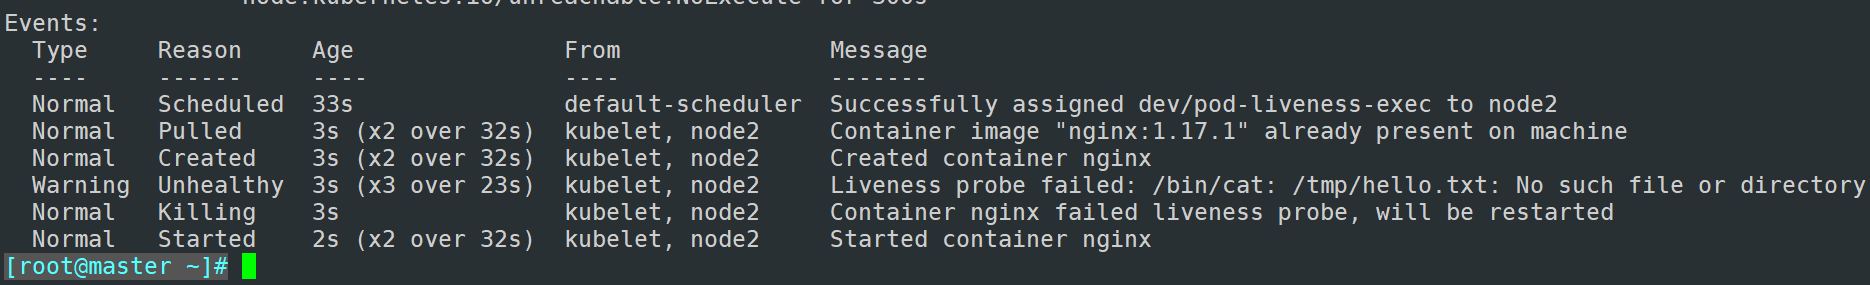 node.kubernetes.io/unreachable:NoExecute for 300s
Events:
  Type     Reason     Age                From               Message
  ----     ------     ----               ----               -------
  Normal   Scheduled  33s                default-scheduler  Successfully assigned dev/pod-liveness-exec to node2
  Normal   Pulled     3s (x2 over 32s)  kubelet, node2     Container image "nginx:1.17.1" already present on machine
  Normal   Created    3s (x2 over 32s)  kubelet, node2     Created container nginx
  Warning  Unhealthy  3s (x3 over 23s)  kubelet, node2     Liveness probe failed: /bin/cat: /tmp/hello.txt: No such file or directory
  Normal   Killing    3s                 kubelet, node2     Container nginx failed liveness probe, will be restarted
  Normal   Started    2s (x2 over 32s)  kubelet, node2     Started container nginx
[root@master ~]#